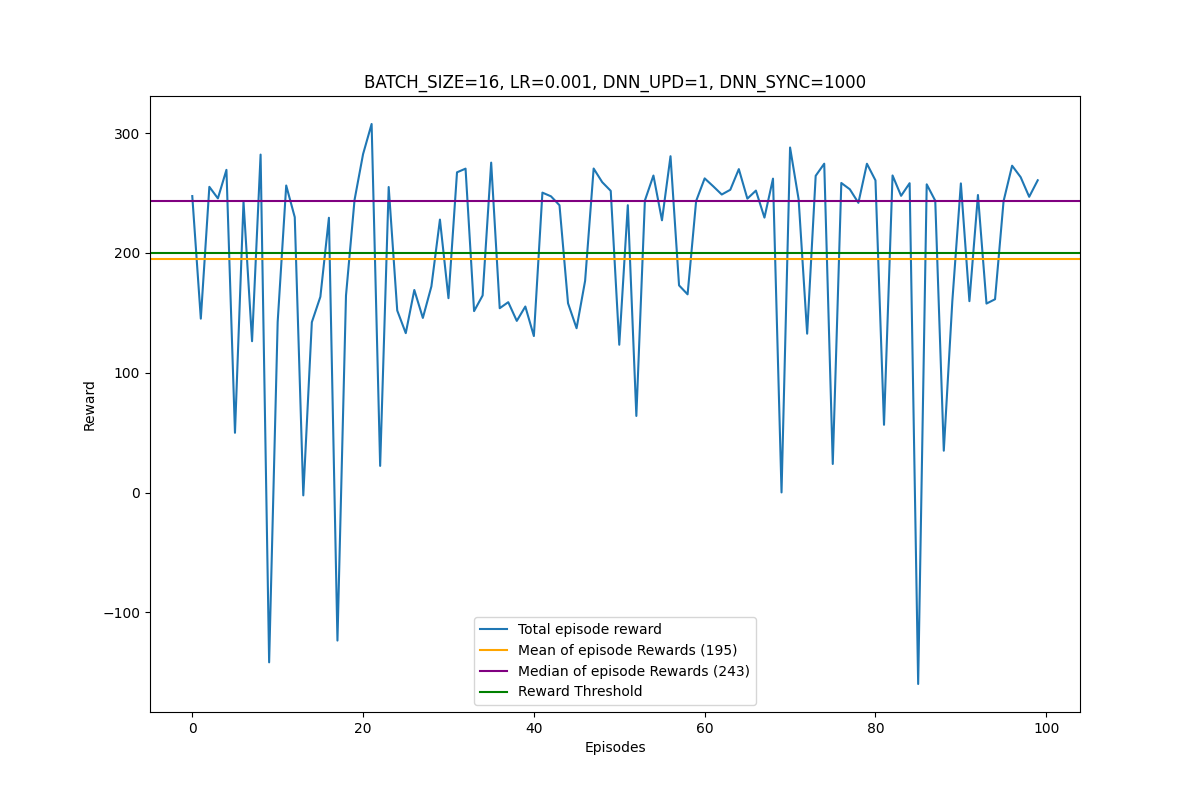 BATCH_SIZE=16, LR=0.001, DNN_UPD=1, DNN_SYNC=1000
300
200
100
0
−100
Reward
Total episode reward
Mean of episode Rewards (195)
Median of episode Rewards (243)
Reward Threshold
0 20 40 60 80 100
Episodes